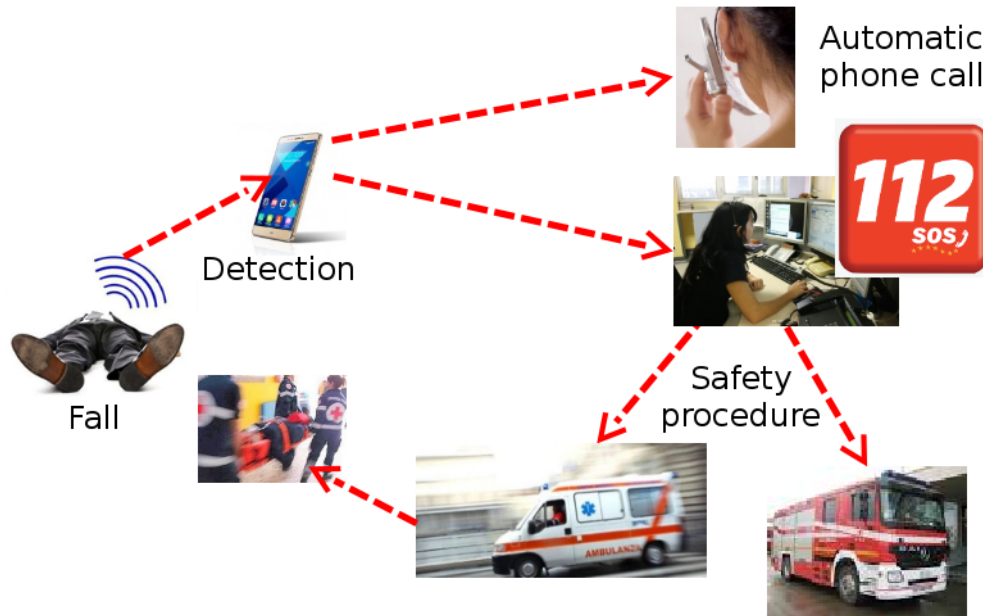 Automatic
phone call
112
SOS
Detection
Fall
Safety
procedure
AMBULANZA